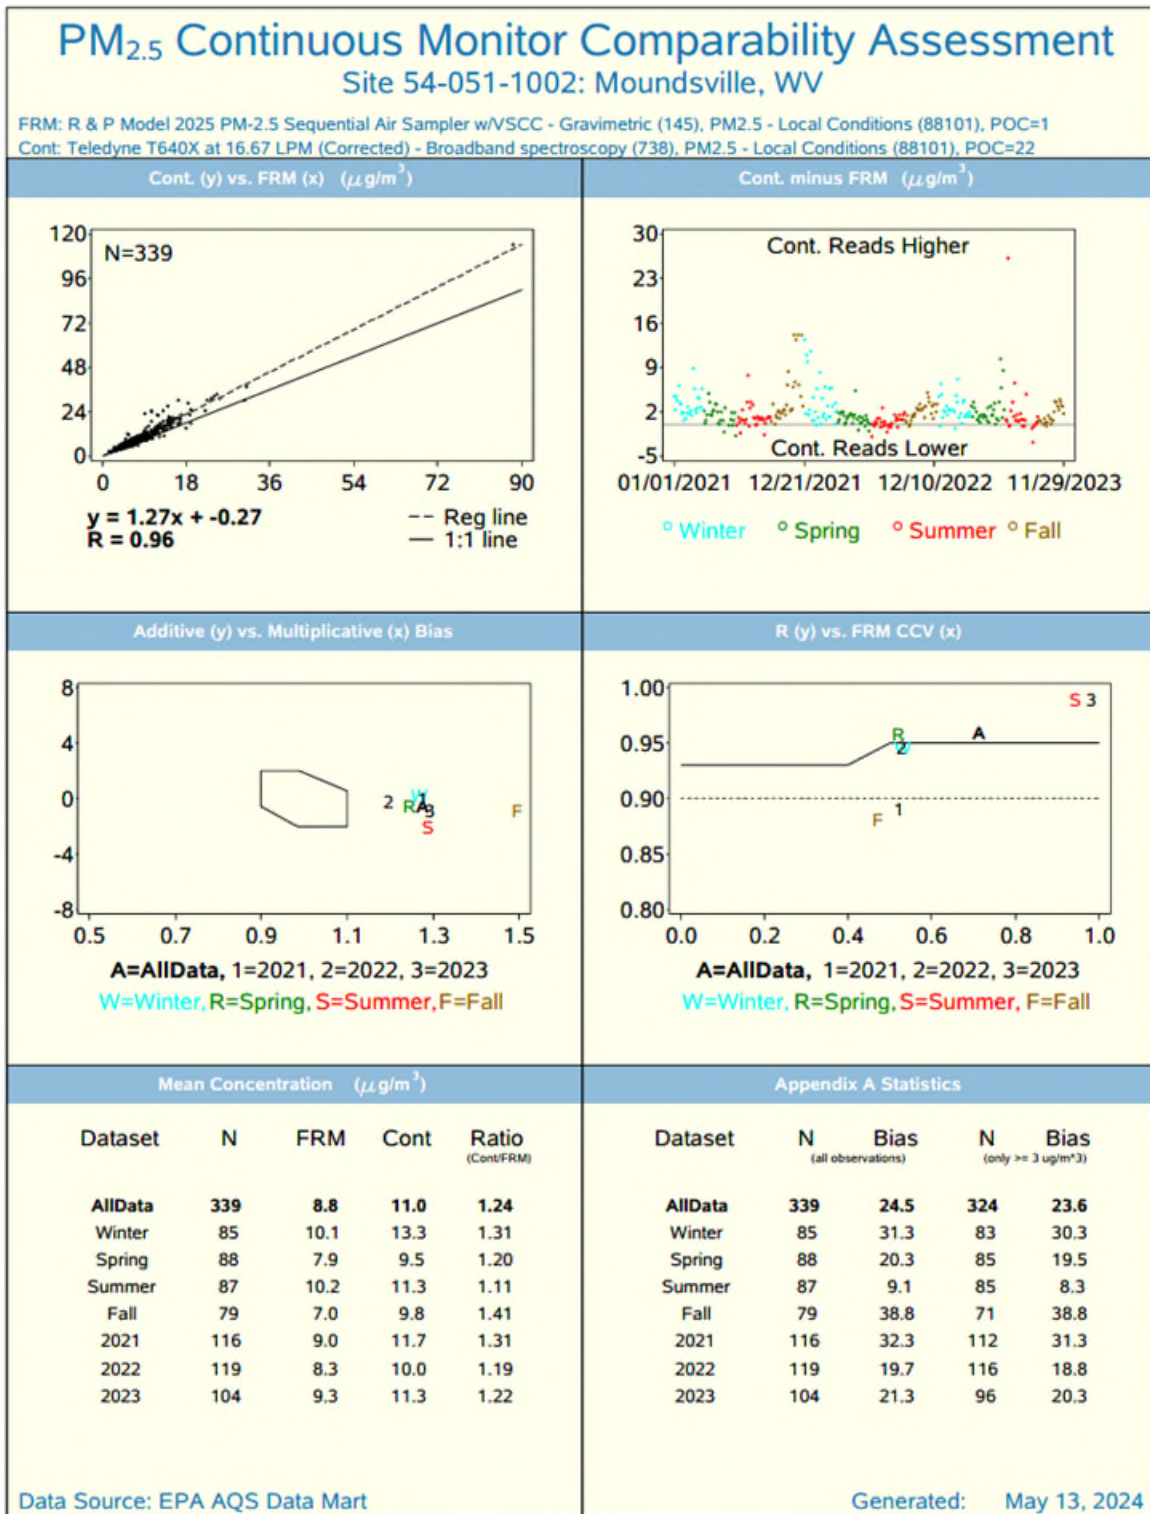 PM2.5 Continuous Monitor Comparability Assessment
Site 54-051-1002: Moundsville, WV
FRM: R & P Model 2025 PM-2.5 Sequential Air Sampler w/VSCC - Gravimetric (145), PM2.5 - Local Conditions (88101), POC=1
Cont: Teledyne T640X at 16.67 LPM (Corrected) - Broadband spectroscopy (738), PM2.5 - Local Conditions (88101), POC=22
Cont. (y) vs. FRM (x) (μg/m³)
120
N=339
96
72
48
24
0
0 18 36 54 72 90
y = 1.27x + -0.27
R = 0.96
Reg line
1:1 line
Cont. minus FRM (μg/m³)
30
Cont. Reads Higher
23
16
9
2
Cont. Reads Lower
-5
01/01/2021 12/21/2021 12/10/2022 11/29/2023
Winter Spring Summer Fall
Additive (y) vs. Multiplicative (x) Bias
8
4
0
2 R W 1 A 3 S F
-4
-8
0.5 0.7 0.9 1.1 1.3 1.5
A=AllData, 1=2021, 2=2022, 3=2023
W=Winter, R=Spring, S=Summer, F=Fall
R (y) vs. FRM CCV (x)
1.00
S 3
R A
0.95
W 2
0.90
F 1
0.85
0.80
0.0 0.2 0.4 0.6 0.8 1.0
A=AllData, 1=2021, 2=2022, 3=2023
W=Winter, R=Spring, S=Summer, F=Fall
Mean Concentration (μg/m³)
Dataset N FRM Cont Ratio
(Cont/FRM)
AllData 339 8.8 11.0 1.24
Winter 85 10.1 13.3 1.31
Spring 88 7.9 9.5 1.20
Summer 87 10.2 11.3 1.11
Fall 79 7.0 9.8 1.41
2021 116 9.0 11.7 1.31
2022 119 8.3 10.0 1.19
2023 104 9.3 11.3 1.22
Appendix A Statistics
Dataset N Bias N Bias
(all observations) (only >= 3 ug/m^3)
AllData 339 24.5 324 23.6
Winter 85 31.3 83 30.3
Spring 88 20.3 85 19.5
Summer 87 9.1 85 8.3
Fall 79 38.8 71 38.8
2021 116 32.3 112 31.3
2022 119 19.7 116 18.8
2023 104 21.3 96 20.3
Data Source: EPA AQS Data Mart
Generated: May 13, 2024